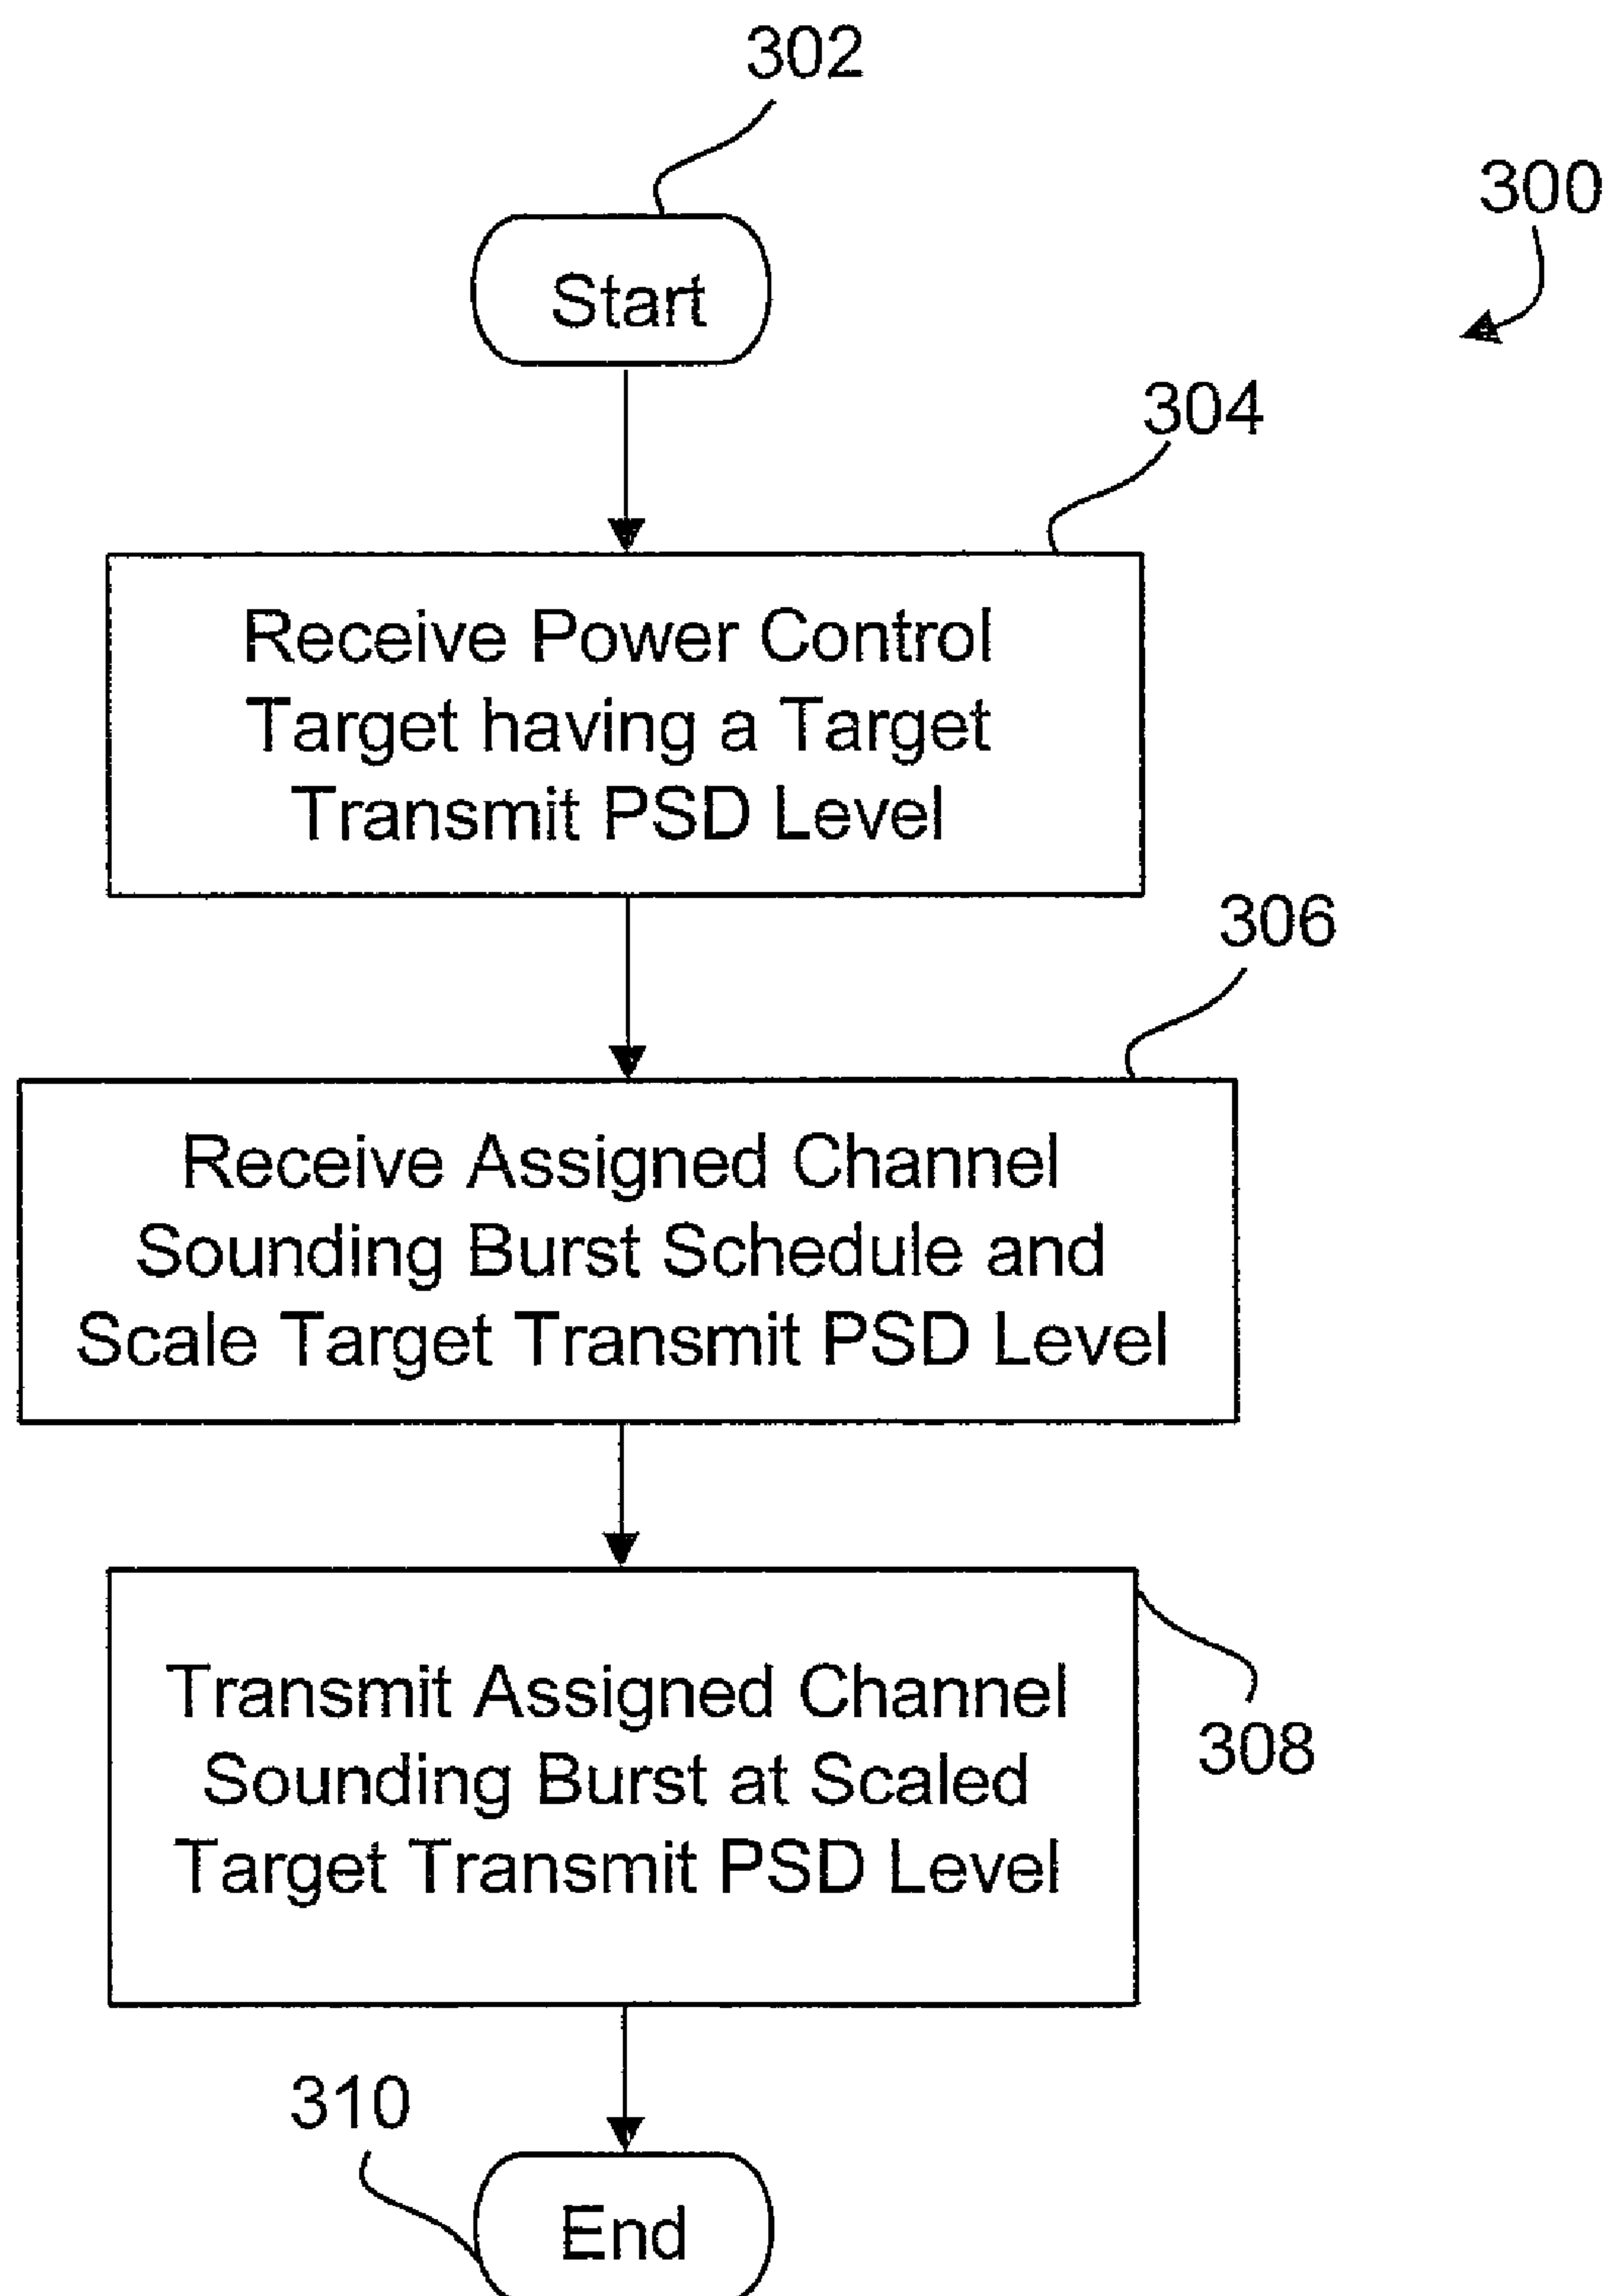 302
300
Start
304
Receive Power Control
Target having a Target
Transmit PSD Level
306
Receive Assigned Channel
Sounding Burst Schedule and
Scale Target Transmit PSD Level
Transmit Assigned Channel
Sounding Burst at Scaled
Target Transmit PSD Level
308
310
End